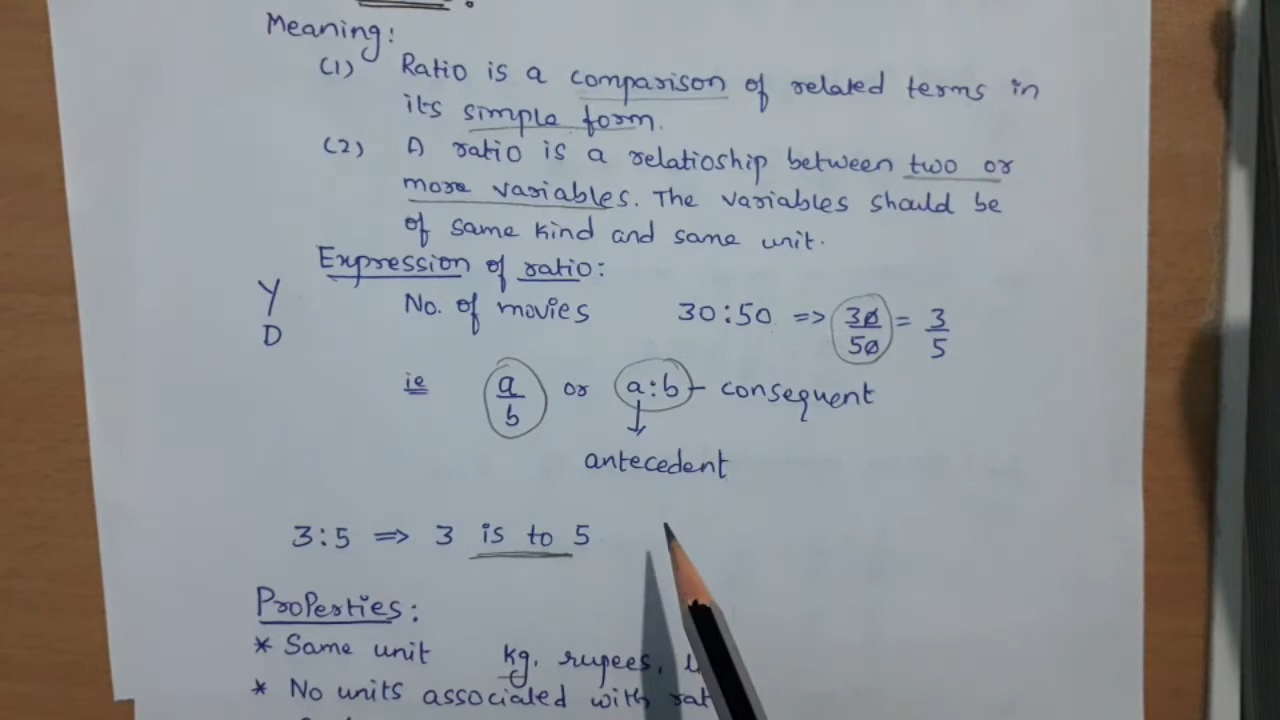 Meaning:
(1) Ratio is a comparison of related terms in
its simple form.
(2) A ratio is a relatioship between two or
more variables. The variables should be
of same kind and same unit.
Expression of ratio:
Y
D
No. of movies 30:50 => 30/50 = 3/5
ie a/b or a:b - consequent
antecedent
3:5 => 3 is to 5
Properties:
* Same unit kg, rupees,
* No units associated with